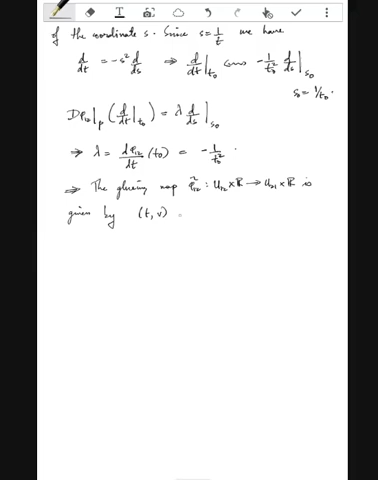 of the coordinate s. Since s = 1/t we have
d/dt = -s² d/ds ⇒ d/dt|t₀ ⟺ -1/t₀² d/ds|s₀
s₀ = 1/t₀.
Dφ₁₂|p (d/dt|t₀) = λ d/ds|s₀
⇒ λ = dφ₁₂/dt (t₀) = -1/t₀².
⇒ The glueing map φ̃₁₂ : U₁₂ × ℝ → U₂₁ × ℝ is
given by (t, v)